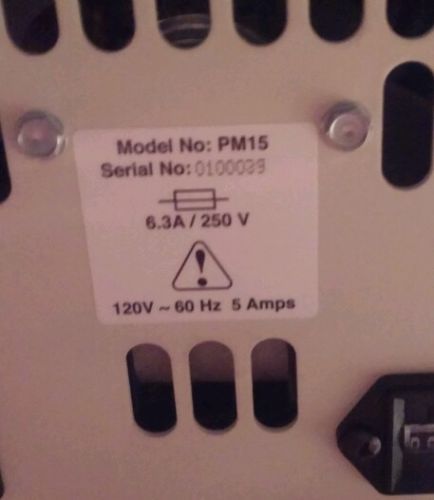 Model No: PM15
Serial No: 0100039
6.3A / 250 V
120V ~ 60 Hz 5 Amps